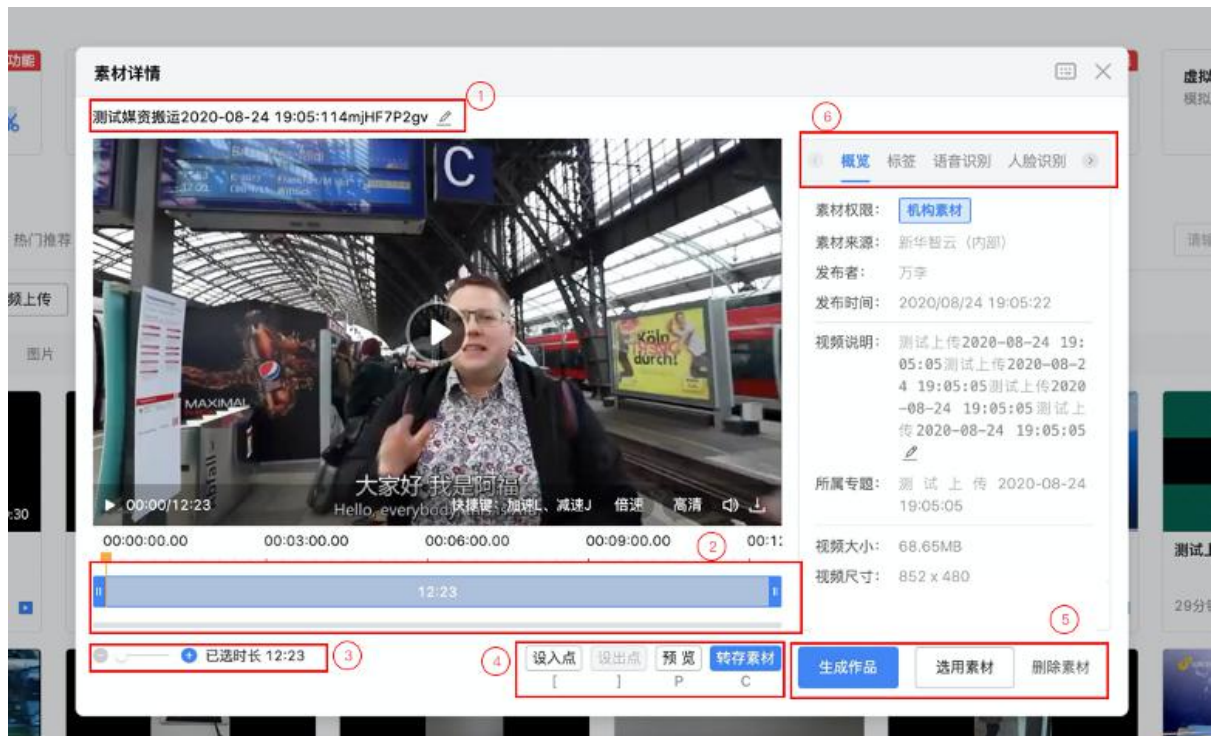 功能
素材详情
虚拟
模拟
1
测试媒资搬运2020-08-24 19:05:114mjHF7P2gv
6
C
概览 标签 语音识别 人脸识别
素材权限: 机构素材
热门推荐
素材来源: 新华智云（内部）
发布者: 万李
频上传
发布时间: 2020/08/24 19:05:22
图片
Köln
durch!
视频说明: 测试上传2020-08-24 19:
05:05测试上传2020-08-2
4 19:05:05测试上传2020
-08-24 19:05:05测试上
传2020-08-24 19:05:05
MAXIMAL
大家好 我是阿福
所属专题: 测 试 上 传 2020-08-24
19:05:05
00:00/12:23
Hello, everybody
快捷键：加速L、减速J 倍速 高清
:30
00:00:00.00 00:03:00.00 00:06:00.00 00:09:00.00 2 00:1
视频大小: 68.65MB
视频尺寸: 852 x 480
12:23
29分
5
已选时长 12:23 3
4
设入点 设出点 预 览 转存素材
[ ] P C
生成作品 选用素材 删除素材